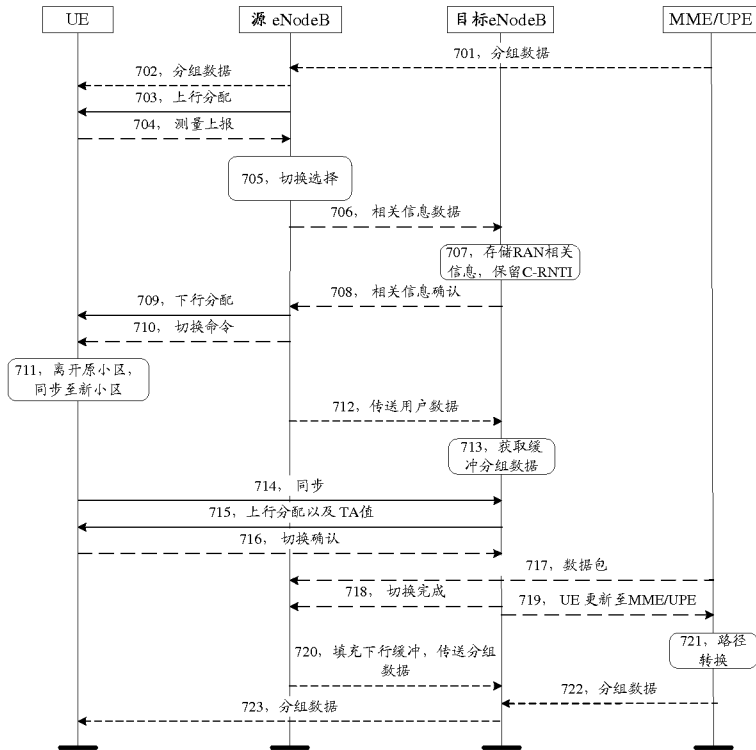 UE
源 eNodeB
目标eNodeB
MME/UPE
701, 分组数据
702, 分组数据
703, 上行分配
704, 测量上报
705, 切换选择
706, 相关信息数据
707, 存储RAN相关
信息, 保留C-RNTI
708, 相关信息确认
709, 下行分配
710, 切换命令
711, 离开原小区,
同步至新小区
712, 传送用户数据
713, 获取缓
冲分组数据
714, 同步
715, 上行分配以及 TA值
716, 切换确认
717, 数据包
718, 切换完成
719, UE 更新至MME/UPE
720, 填充下行缓冲, 传送分组
数据
721, 路径
转换
722, 分组数据
723, 分组数据